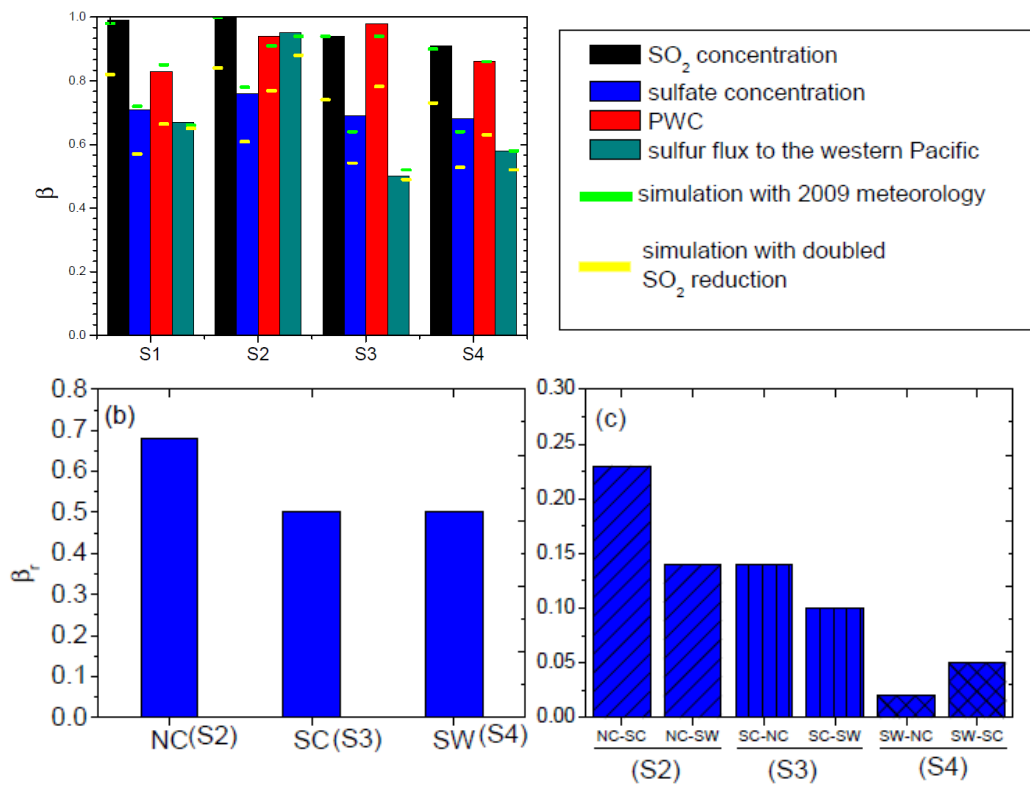 1.0
0.8
0.6
0.4
0.2
0.0
β
S1 S2 S3 S4
SO2 concentration
sulfate concentration
PWC
sulfur flux to the western Pacific
simulation with 2009 meteorology
simulation with doubled
SO2 reduction
(b)
0.8
0.7
0.6
0.5
0.4
0.3
0.2
0.1
0.0
βr
NC(S2) SC(S3) SW(S4)
(c)
0.30
0.25
0.20
0.15
0.10
0.05
0.00
NC-SC NC-SW SC-NC SC-SW SW-NC SW-SC
(S2) (S3) (S4)